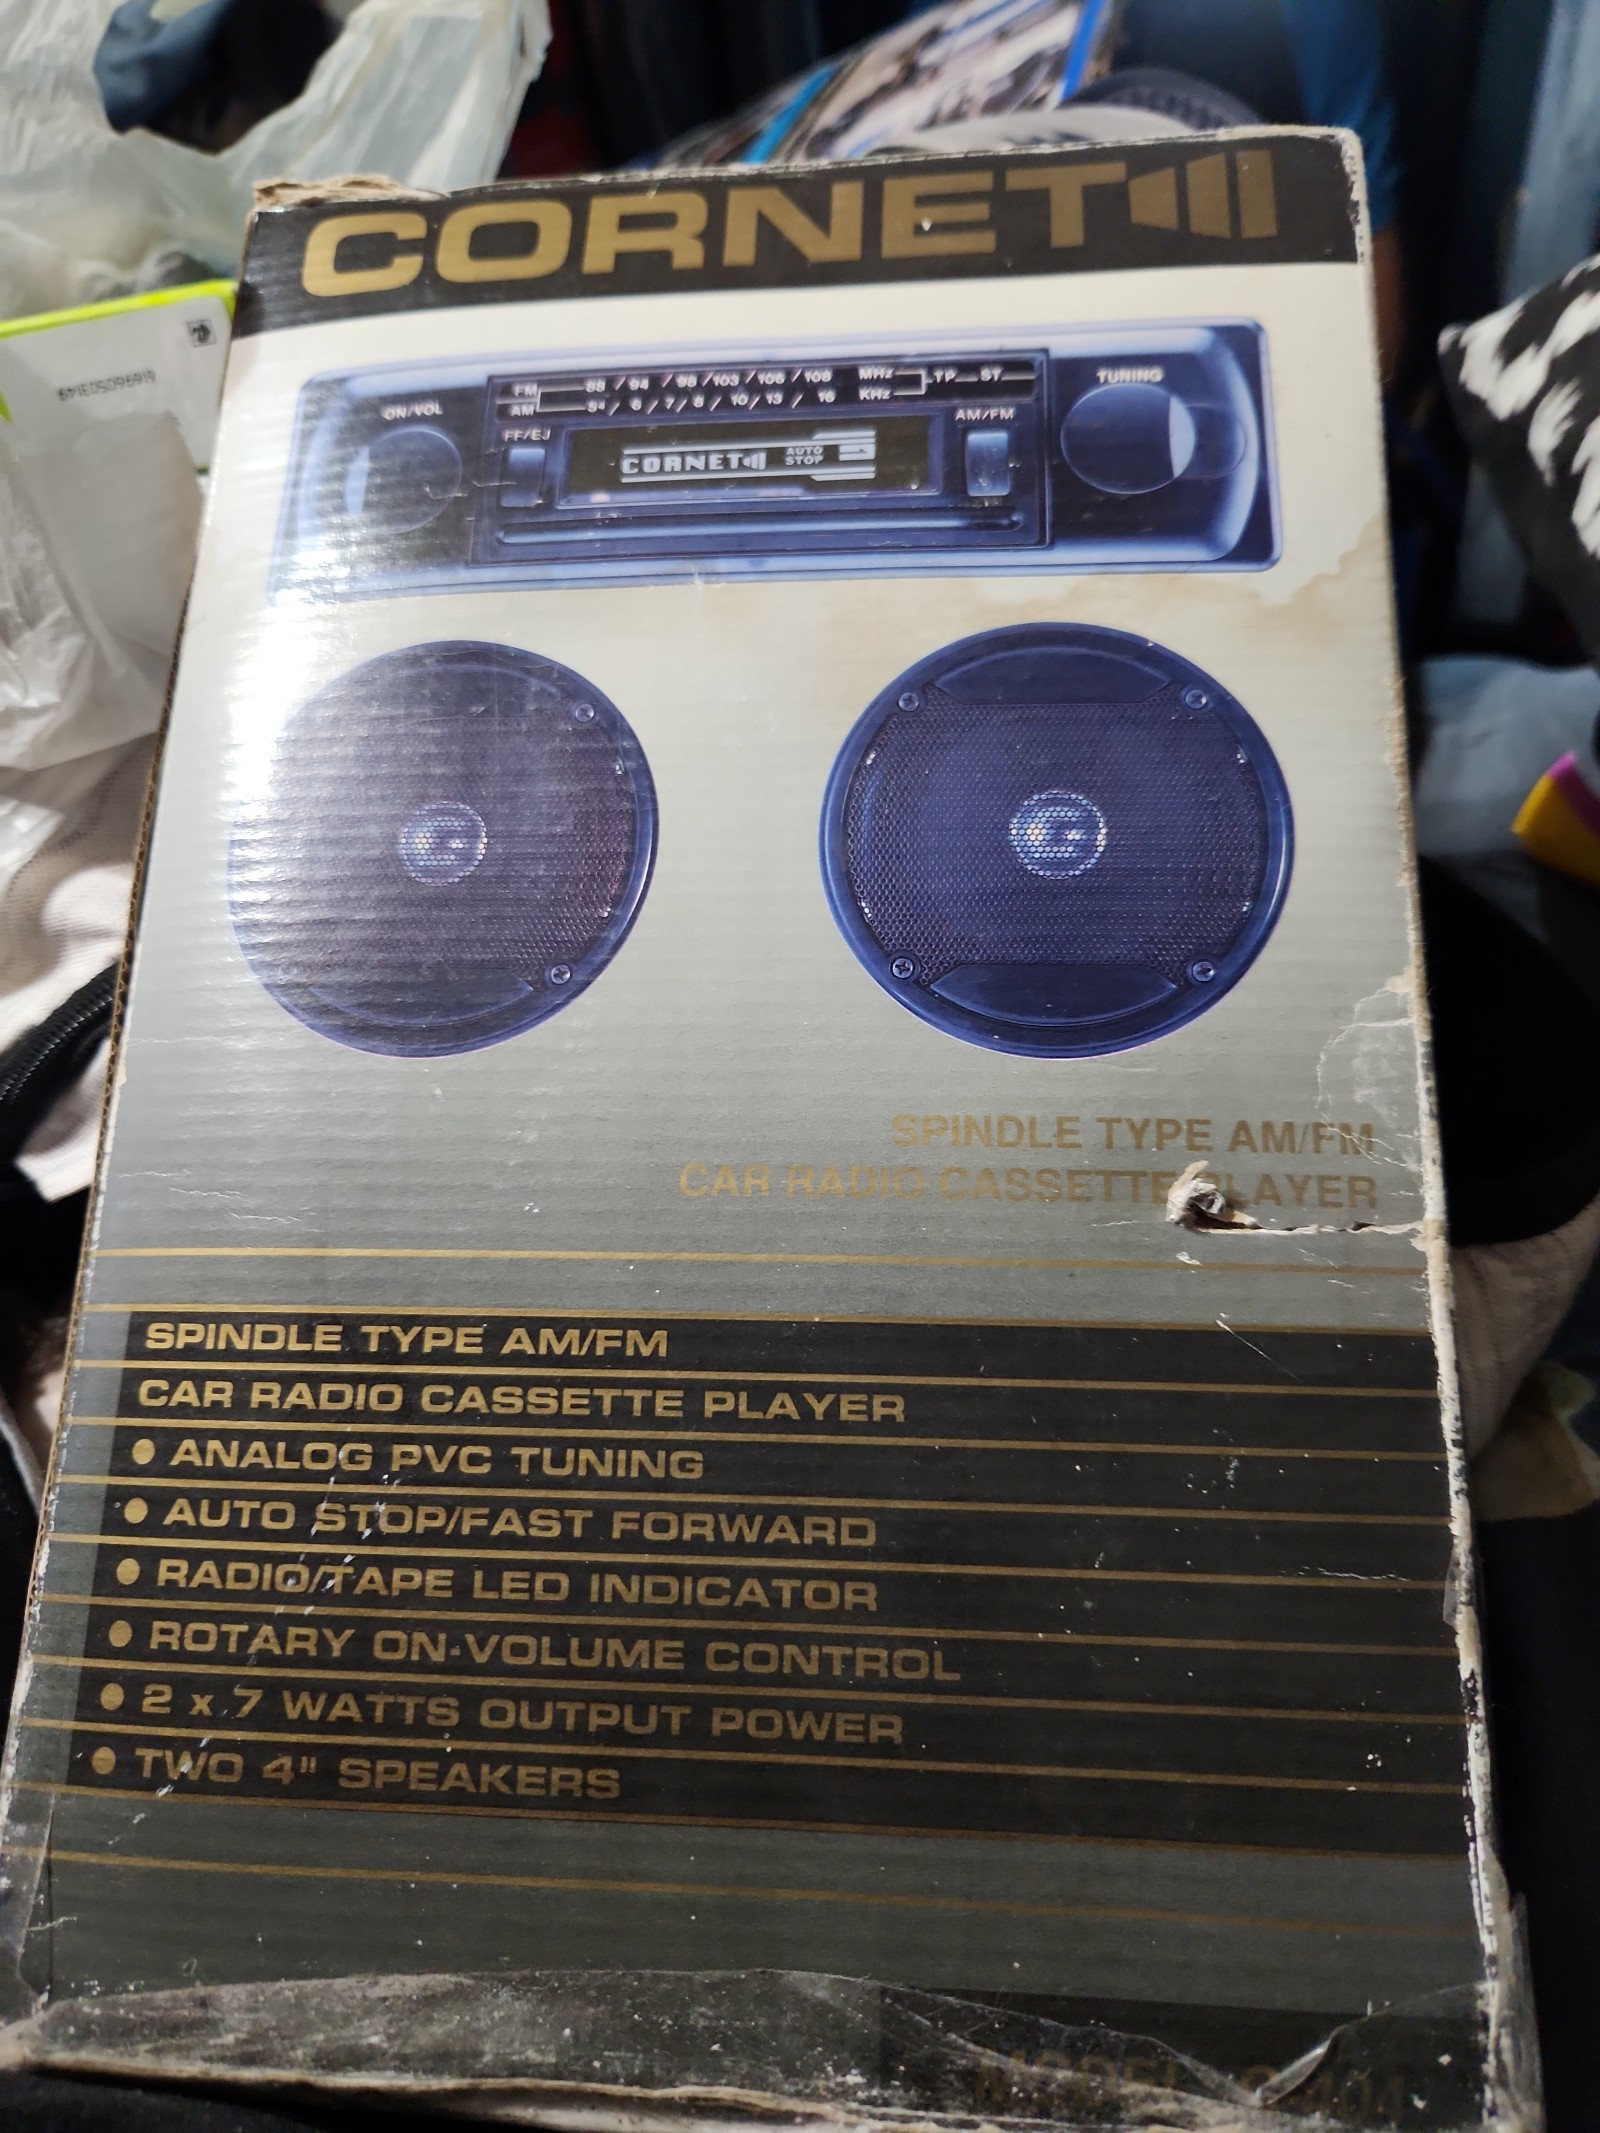 CORNET
FM 88 / 94 / 98 / 103 / 106 / 108 MHz TP ST
AM 5⁴ / 6 / 7 / 8 / 10 / 13 / 16 KHz
TUNING
ON/VOL
FF/EJ
AM/FM
CORNET AUTO STOP
SPINDLE TYPE AM/FM
CAR RADIO CASSETTE PLAYER
SPINDLE TYPE AM/FM
CAR RADIO CASSETTE PLAYER
● ANALOG PVC TUNING
● AUTO STOP/FAST FORWARD
● RADIO/TAPE LED INDICATOR
● ROTARY ON-VOLUME CONTROL
● 2 x 7 WATTS OUTPUT POWER
● TWO 4" SPEAKERS
MODEL